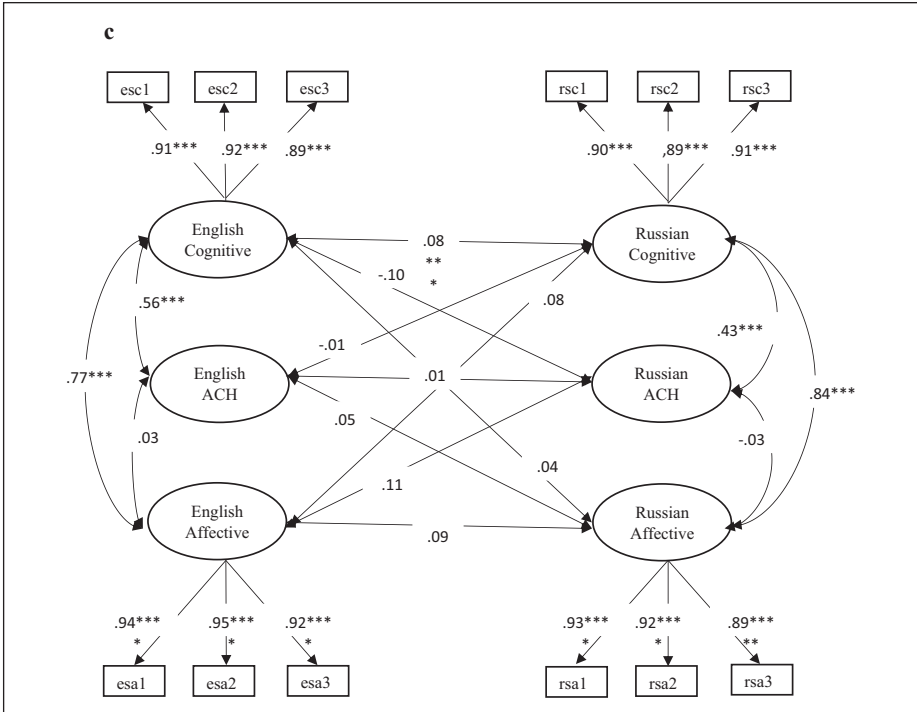 c
esc1 esc2 esc3 rsc1 rsc2 rsc3
.91*** .92*** .89*** .90*** ,89*** .91***
English
Cognitive
Russian
Cognitive
.08
**
*
-.10
.08
.56***
.43***
-.01
.77***
English
ACH
.01
Russian
ACH
.84***
.05
.03
-.03
.11
.04
English
Affective
Russian
Affective
.09
.94*** .95*** .92*** .93*** .92*** .89***
* * * * * **
esa1 esa2 esa3 rsa1 rsa2 rsa3